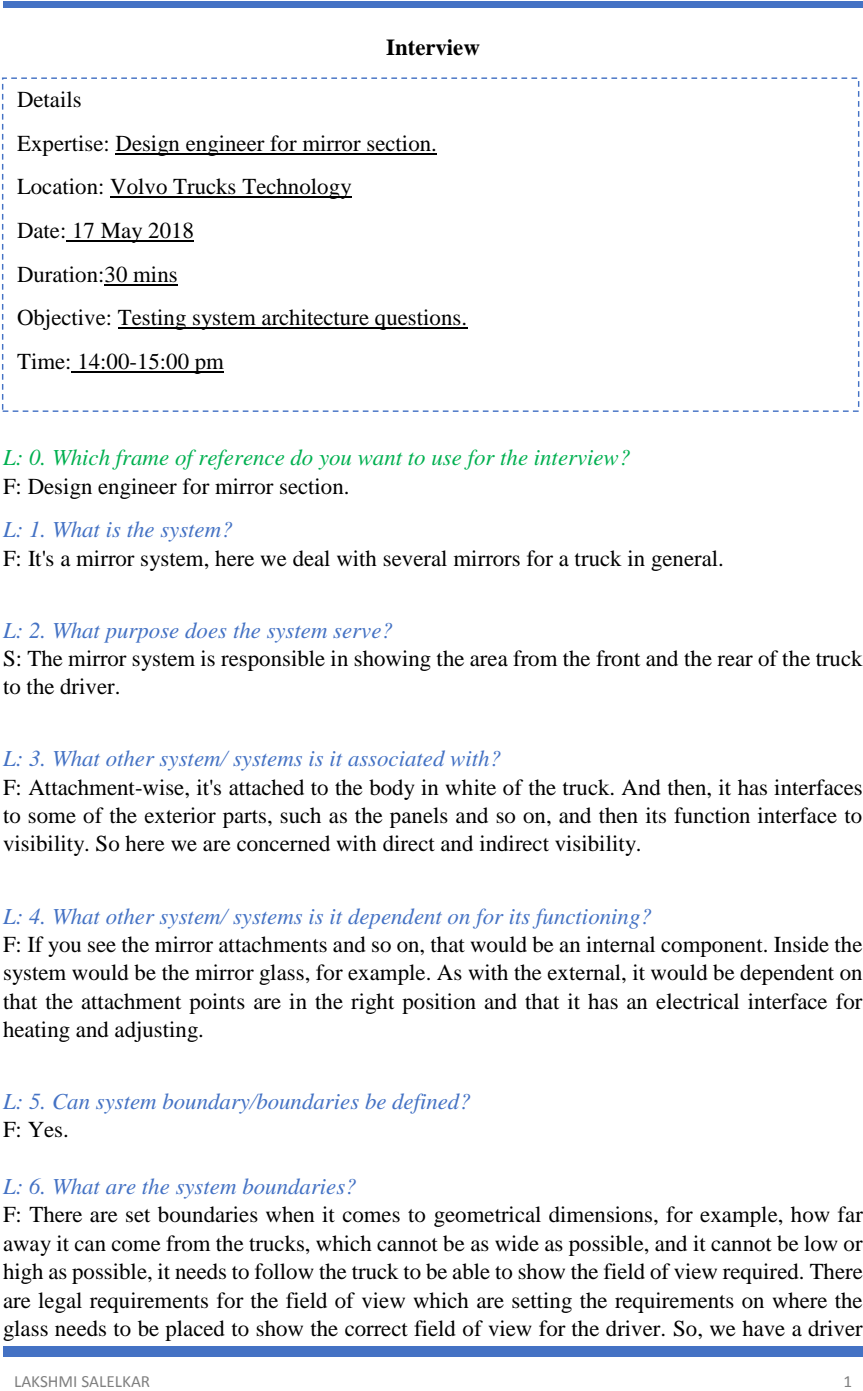 Interview
Details
Expertise: Design engineer for mirror section.
Location: Volvo Trucks Technology
Date: 17 May 2018
Duration:30 mins
Objective: Testing system architecture questions.
Time: 14:00-15:00 pm
L: 0. Which frame of reference do you want to use for the interview?
F: Design engineer for mirror section.
L: 1. What is the system?
F: It's a mirror system, here we deal with several mirrors for a truck in general.
L: 2. What purpose does the system serve?
S: The mirror system is responsible in showing the area from the front and the rear of the truck
to the driver.
L: 3. What other system/ systems is it associated with?
F: Attachment-wise, it's attached to the body in white of the truck. And then, it has interfaces
to some of the exterior parts, such as the panels and so on, and then its function interface to
visibility. So here we are concerned with direct and indirect visibility.
L: 4. What other system/ systems is it dependent on for its functioning?
F: If you see the mirror attachments and so on, that would be an internal component. Inside the
system would be the mirror glass, for example. As with the external, it would be dependent on
that the attachment points are in the right position and that it has an electrical interface for
heating and adjusting.
L: 5. Can system boundary/boundaries be defined?
F: Yes.
L: 6. What are the system boundaries?
F: There are set boundaries when it comes to geometrical dimensions, for example, how far
away it can come from the trucks, which cannot be as wide as possible, and it cannot be low or
high as possible, it needs to follow the truck to be able to show the field of view required. There
are legal requirements for the field of view which are setting the requirements on where the
glass needs to be placed to show the correct field of view for the driver. So, we have a driver
LAKSHMI SALELKAR 1